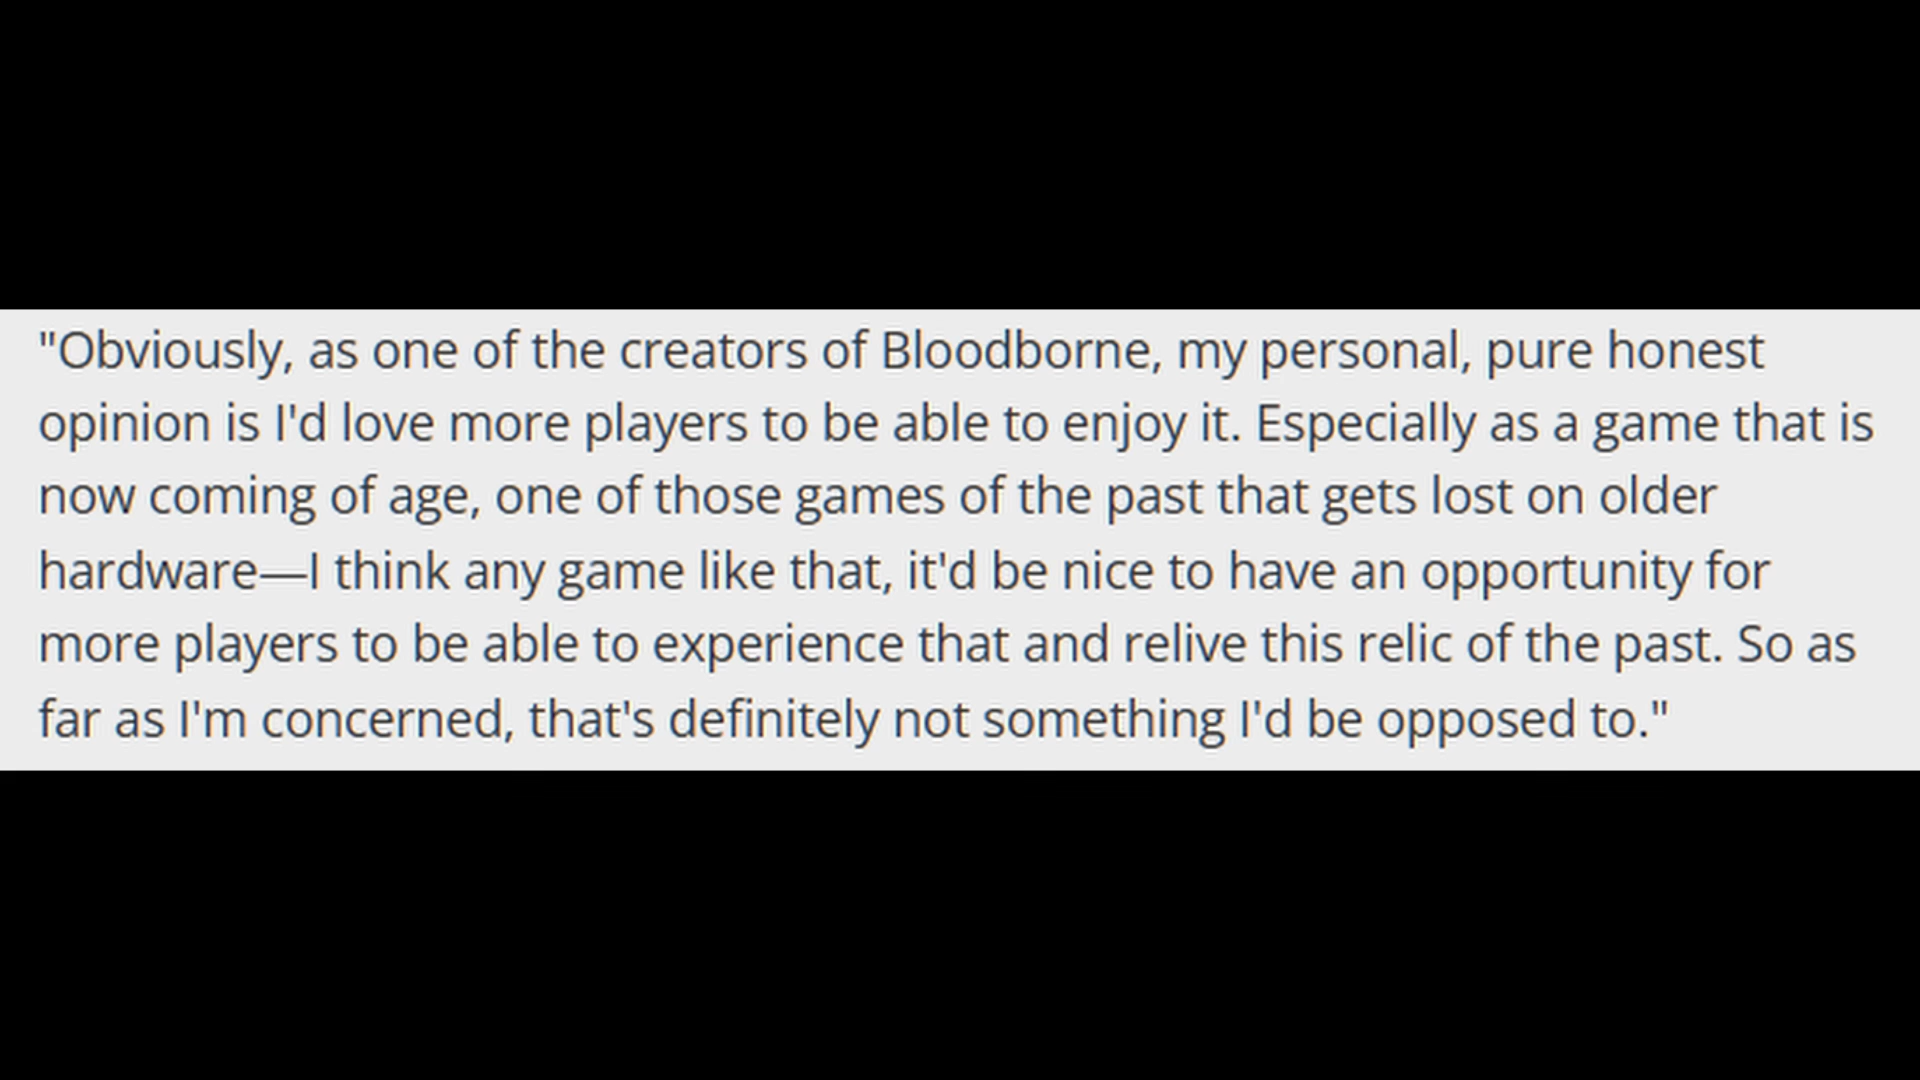 "Obviously, as one of the creators of Bloodborne, my personal, pure honest
opinion is I'd love more players to be able to enjoy it. Especially as a game that is
now coming of age, one of those games of the past that gets lost on older
hardware—I think any game like that, it'd be nice to have an opportunity for
more players to be able to experience that and relive this relic of the past. So as
far as I'm concerned, that's definitely not something I'd be opposed to."